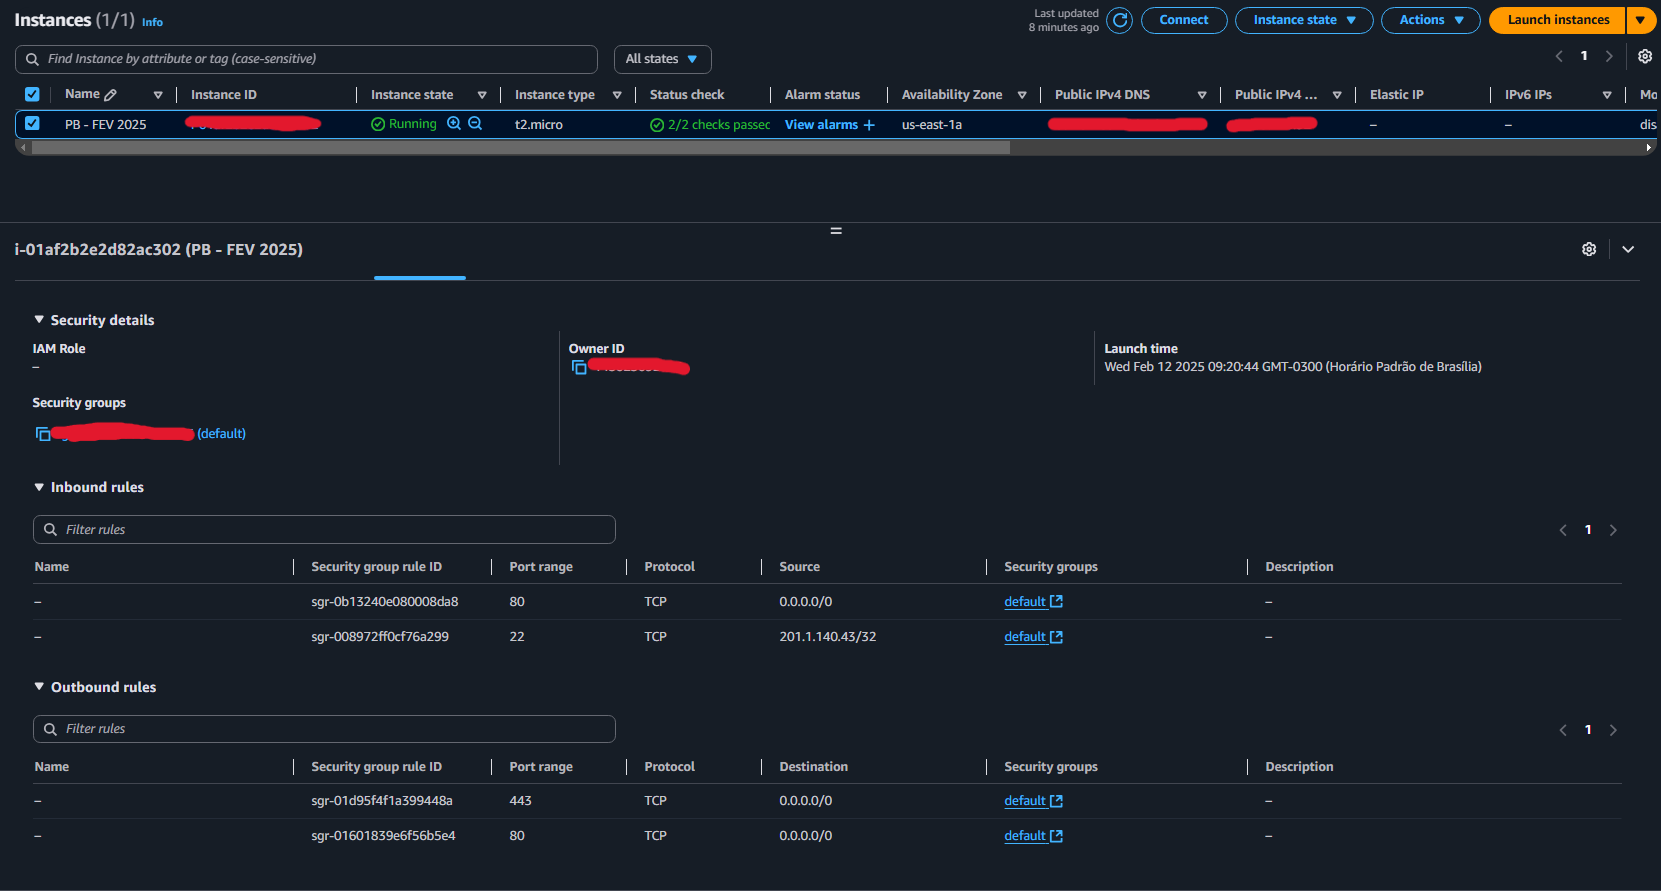 Instances (1/1) Info
Last updated
8 minutes ago
Connect
Instance state
Actions
Launch instances
Find Instance by attribute or tag (case-sensitive)
All states
1
Name Instance ID Instance state Instance type Status check Alarm status Availability Zone Public IPv4 DNS Public IPv4 ... Elastic IP IPv6 IPs Mo
PB - FEV 2025 Running t2.micro 2/2 checks passec View alarms + us-east-1a – – dis
i-01af2b2e2d82ac302 (PB - FEV 2025)
Security details
IAM Role
–
Owner ID
Launch time
Wed Feb 12 2025 09:20:44 GMT-0300 (Horário Padrão de Brasília)
Security groups
(default)
Inbound rules
Filter rules
1
Name Security group rule ID Port range Protocol Source Security groups Description
– sgr-0b13240e080008da8 80 TCP 0.0.0.0/0 default –
– sgr-008972ff0cf76a299 22 TCP 201.1.140.43/32 default –
Outbound rules
Filter rules
1
Name Security group rule ID Port range Protocol Destination Security groups Description
– sgr-01d95f4f1a399448a 443 TCP 0.0.0.0/0 default –
– sgr-01601839e6f56b5e4 80 TCP 0.0.0.0/0 default –